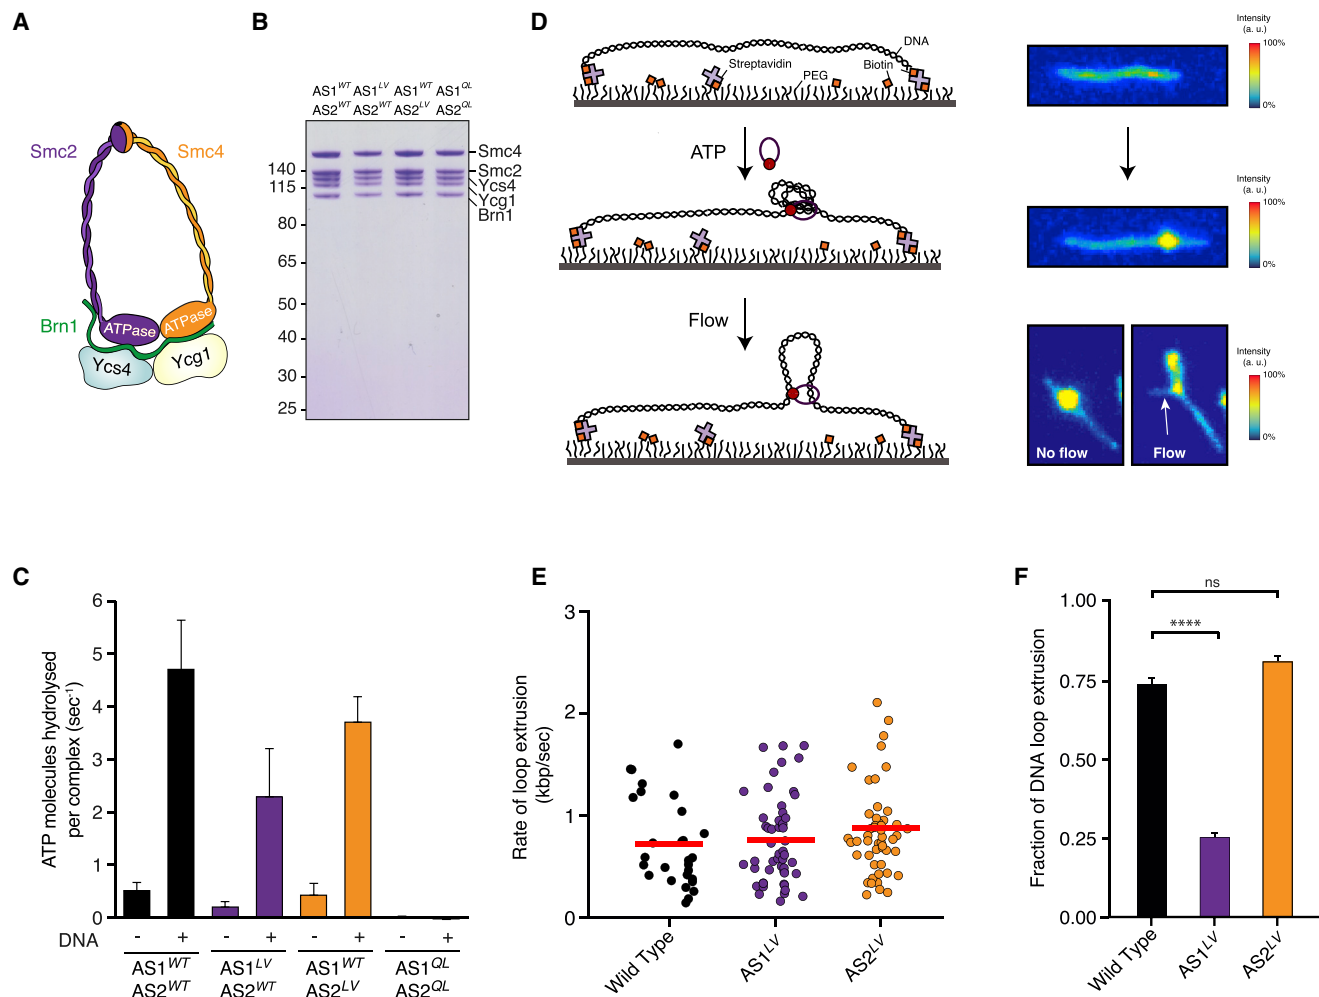 A
Smc2
Smc4
Brn1
ATPase
ATPase
Ycs4
Ycg1
B
AS1WT AS1LV AS1WT AS1QL
AS2WT AS2WT AS2LV AS2QL
140
115
80
65
50
40
30
25
Smc4
Smc2
Ycs4
Ycg1
Brn1
D
DNA
Streptavidin
PEG
Biotin
ATP
Flow
Intensity
(a. u.)
100%
0%
Intensity
(a. u.)
100%
0%
No flow
Flow
Intensity
(a. u.)
100%
0%
C
ATP molecules hydrolysed
per complex (sec-1)
6
5
4
3
2
1
0
DNA - + - + - + - +
AS1WT AS1LV AS1WT AS1QL
AS2WT AS2WT AS2LV AS2QL
E
Rate of loop extrusion
(kbp/sec)
3
2
1
0
Wild Type
AS1LV
AS2LV
F
Fraction of DNA loop extrusion
1.00
0.75
0.50
0.25
0.00
ns
****
Wild Type
AS1LV
AS2LV